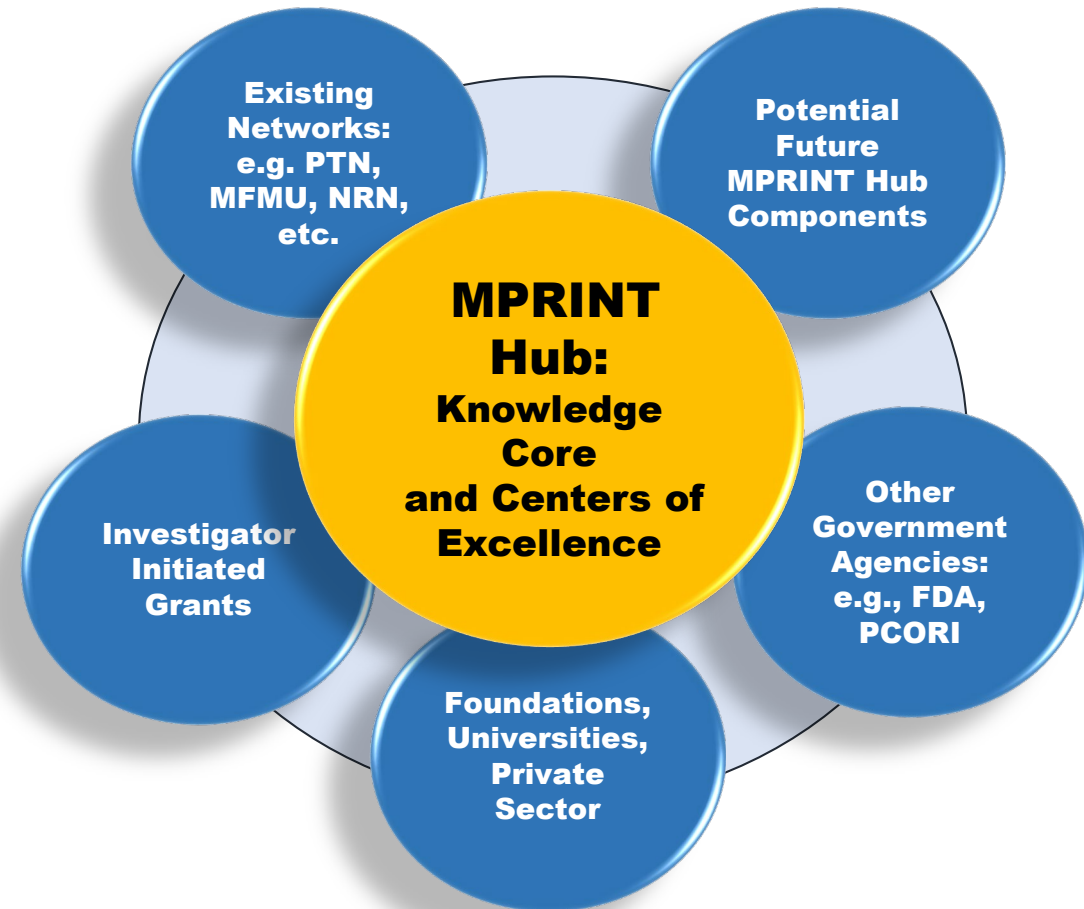 Existing
Networks:
e.g. PTN,
MFMU, NRN,
etc.
Potential
Future
MPRINT Hub
Components
MPRINT
Hub:
Knowledge
Core
and Centers of
Excellence
Investigator
Initiated
Grants
Other
Government
Agencies:
e.g., FDA,
PCORI
Foundations,
Universities,
Private
Sector